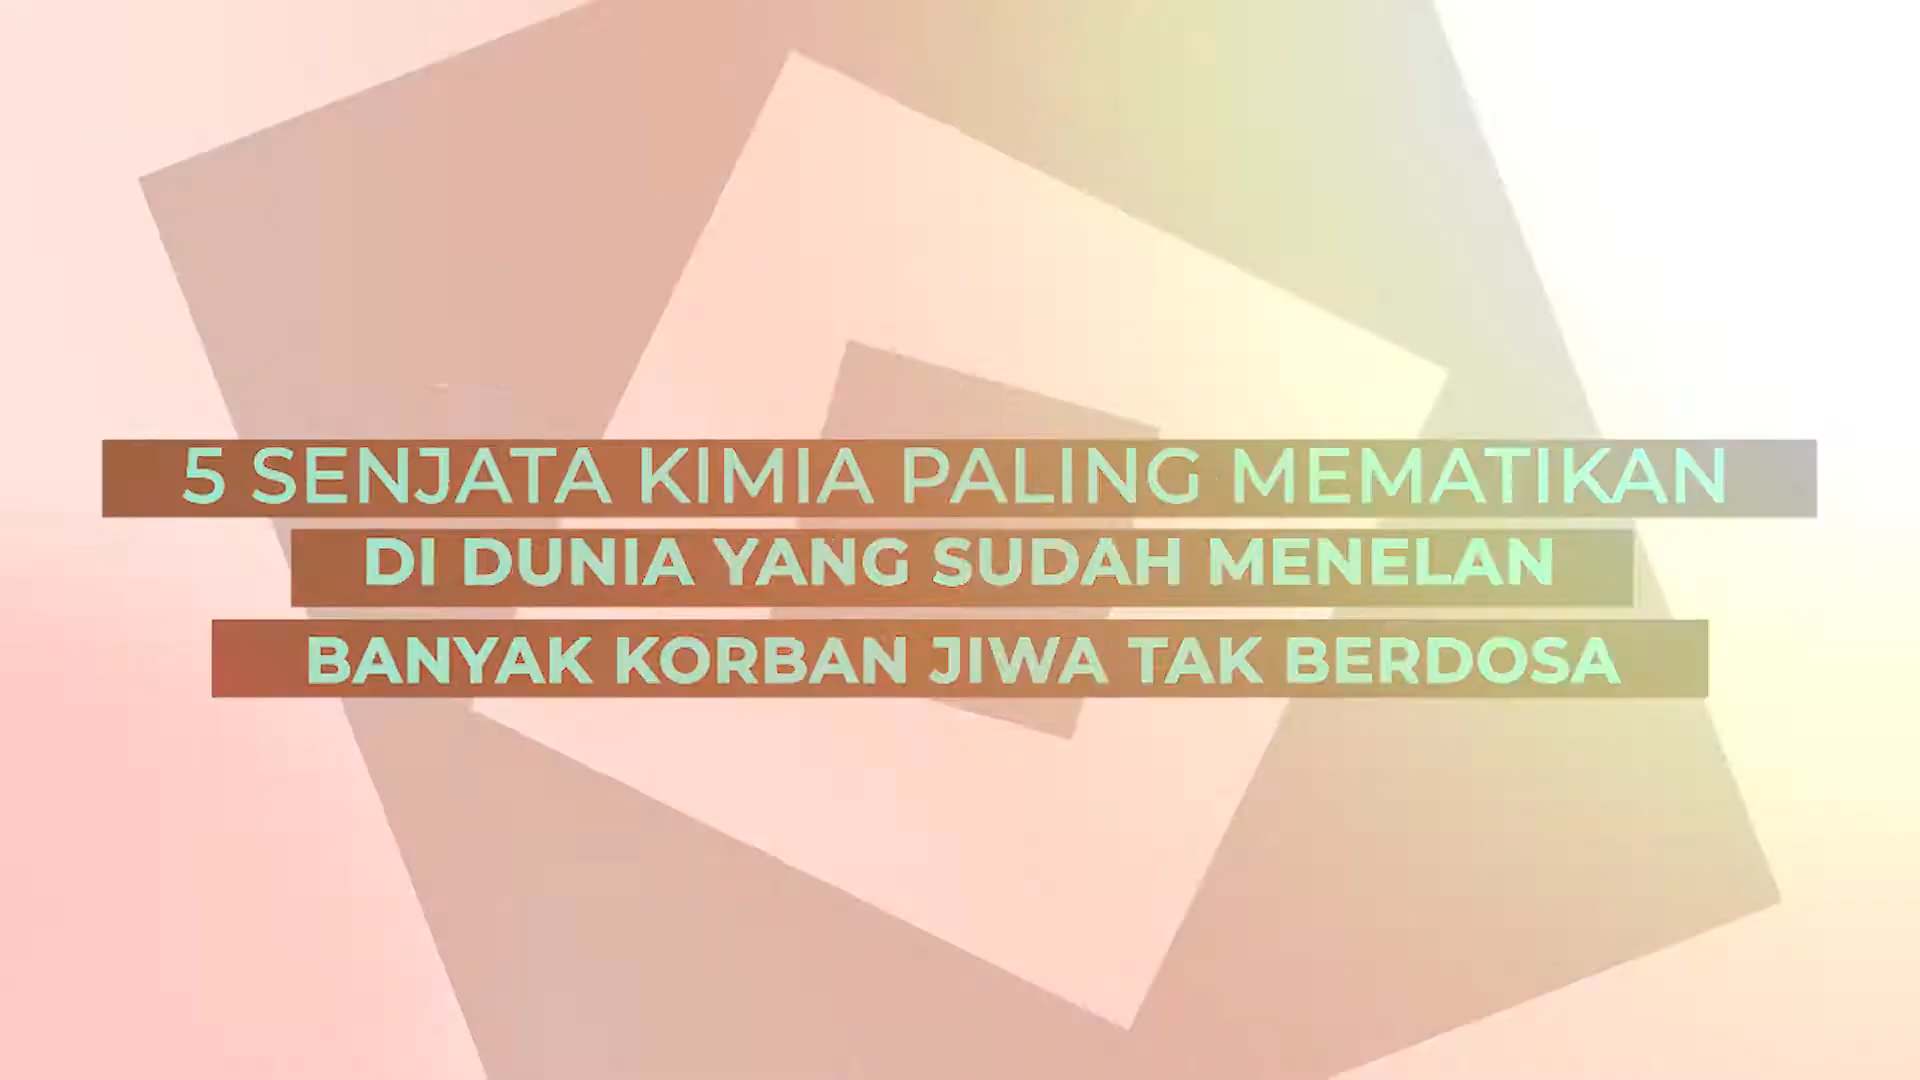 5 SENJATA KIMIA PALING MEMATIKAN
DI DUNIA YANG SUDAH MENELAN
BANYAK KORBAN JIWA TAK BERDOSA